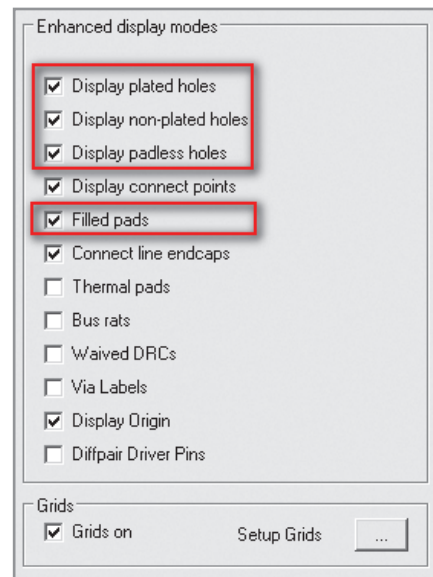 Enhanced display modes
Display plated holes
Display non-plated holes
Display padless holes
Display connect points
Filled pads
Connect line endcaps
Thermal pads
Bus rats
Waived DRCs
Via Labels
Display Origin
Diffpair Driver Pins
Grids
Grids on Setup Grids ...